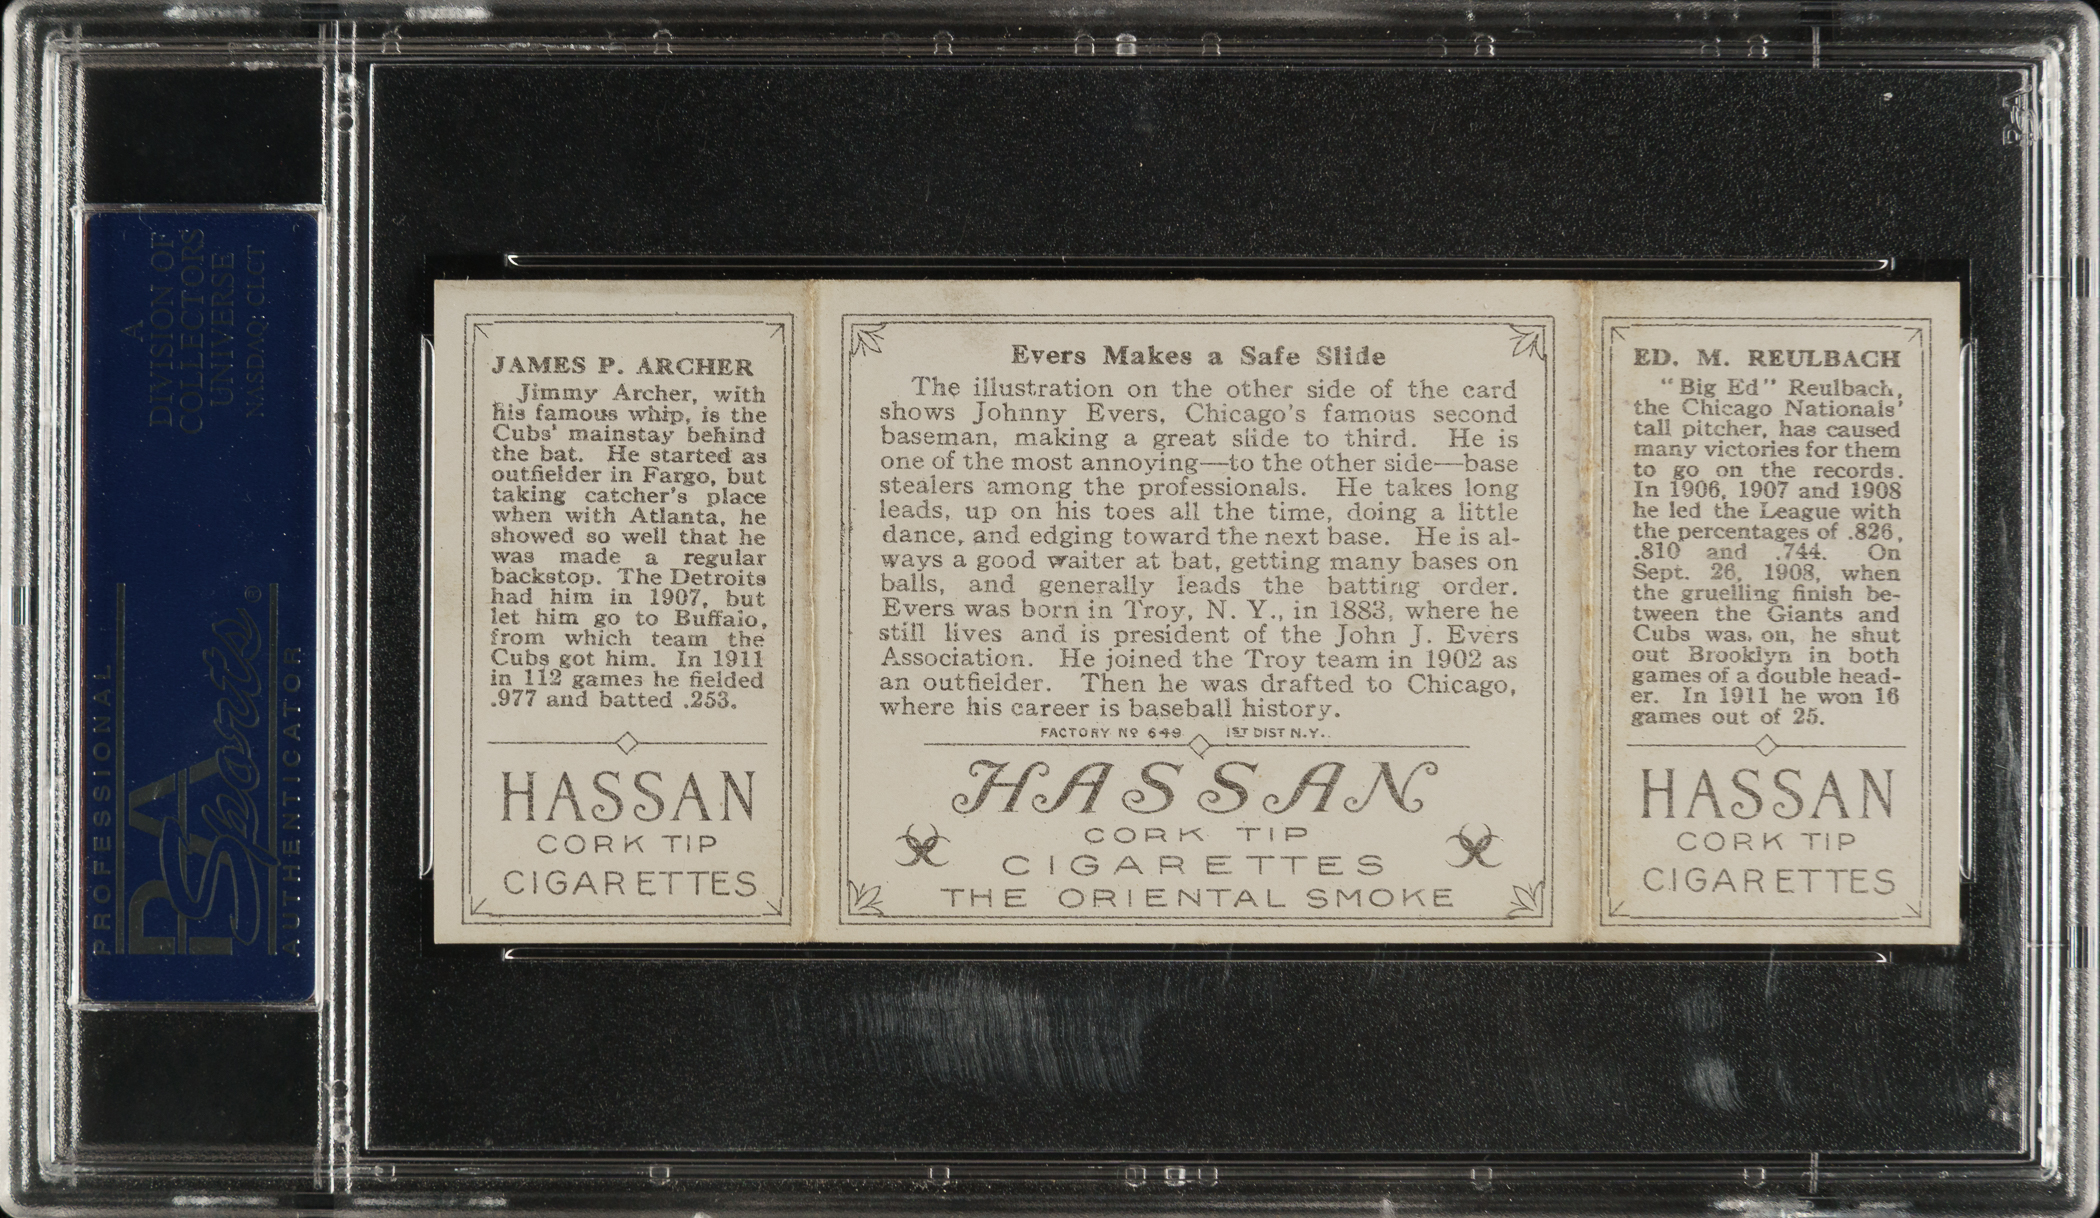 A
DIVISION OF
COLLECTORS
UNIVERSE
NASDAQ: CLCT
PROFESSIONAL
PSA
Sports®
AUTHENTICATOR
JAMES P. ARCHER
Jimmy Archer, with
his famous whip, is the
Cubs' mainstay behind
the bat. He started as
outfielder in Fargo, but
taking catcher's place
when with Atlanta, he
showed so well that he
was made a regular
backstop. The Detroits
had him in 1907, but
let him go to Buffalo,
from which team the
Cubs got him. In 1911
in 112 games he fielded
.977 and batted .253.
HASSAN
CORK TIP
CIGARETTES
Evers Makes a Safe Slide
The illustration on the other side of the card
shows Johnny Evers, Chicago's famous second
baseman, making a great slide to third. He is
one of the most annoying—to the other side—base
stealers among the professionals. He takes long
leads, up on his toes all the time, doing a little
dance, and edging toward the next base. He is al-
ways a good waiter at bat, getting many bases on
balls, and generally leads the batting order.
Evers was born in Troy, N. Y., in 1883, where he
still lives and is president of the John J. Evers
Association. He joined the Troy team in 1902 as
an outfielder. Then he was drafted to Chicago,
where his career is baseball history.
FACTORY Nº 649 1ST DIST N.Y.
HASSAN
CORK TIP
CIGARETTES
THE ORIENTAL SMOKE
ED. M. REULBACH
"Big Ed" Reulbach,
the Chicago Nationals'
tall pitcher, has caused
many victories for them
to go on the records.
In 1906, 1907 and 1908
he led the League with
the percentages of .826,
.810 and .744. On
Sept. 26, 1908, when
the gruelling finish be-
tween the Giants and
Cubs was on, he shut
out Brooklyn in both
games of a double head-
er. In 1911 he won 16
games out of 25.
HASSAN
CORK TIP
CIGARETTES
PSA